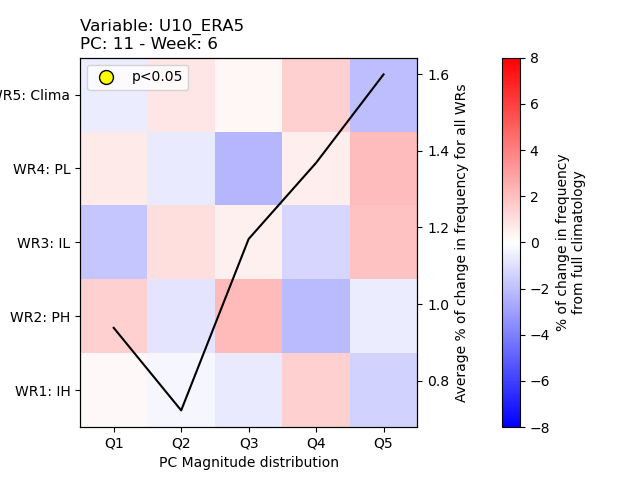 Variable: U10_ERA5
PC: 11 - Week: 6
p<0.05
WR5: Clima
WR4: PL
WR3: IL
WR2: PH
WR1: IH
Q1 Q2 Q3 Q4 Q5
PC Magnitude distribution
1.6
1.4
1.2
1.0
0.8
Average % of change in frequency for all WRs
8
6
4
2
0
−2
−4
−6
−8
% of change in frequency
from full climatology